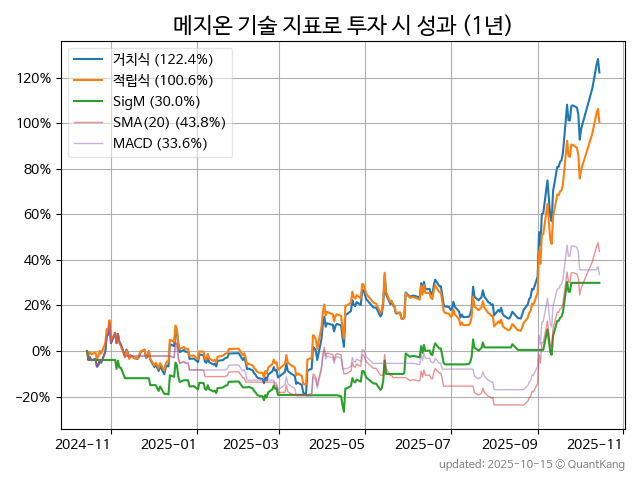 메지온 기술 지표로 투자 시 성과 (1년)
거치식 (122.4%)
적립식 (100.6%)
SigM (30.0%)
SMA(20) (43.8%)
MACD (33.6%)
120%
100%
80%
60%
40%
20%
0%
−20%
2024-11
2025-01
2025-03
2025-05
2025-07
2025-09
2025-11
updated: 2025-10-15 © QuantKang